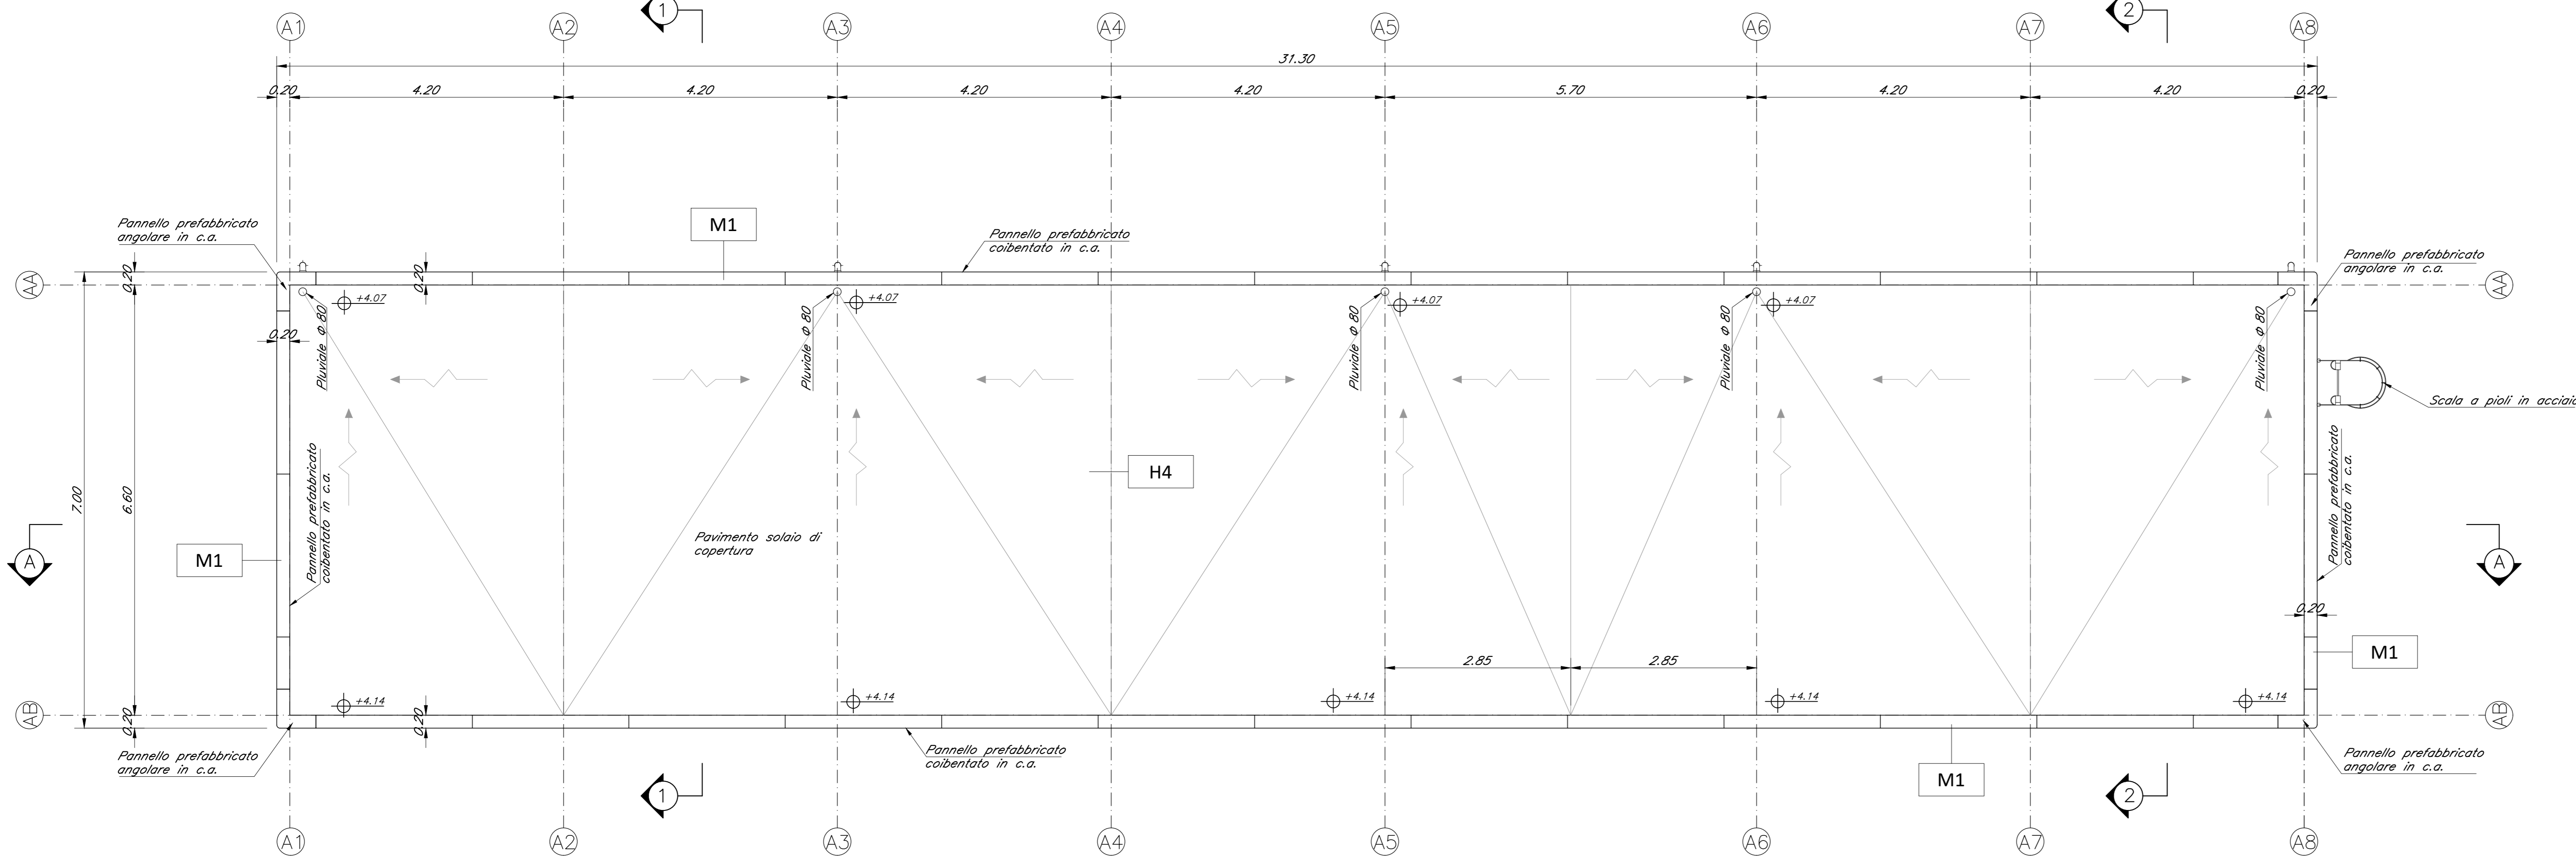 1
2
A1
A2
A3
A4
A5
A6
A7
A8
31.30
0.20
4.20
4.20
4.20
4.20
5.70
4.20
4.20
0.20
Pannello prefabbricato
angolare in c.a.
M1
Pannello prefabbricato
coibentato in c.a.
Pannello prefabbricato
angolare in c.a.
AA
0.20
0.20
AA
+4.07
+4.07
+4.07
+4.07
0.20
Pluviale Φ 80
Pluviale Φ 80
Pluviale Φ 80
Pluviale Φ 80
Pluviale Φ 80
Scala a pioli in acciaio
7.00
6.60
H4
Pannello prefabbricato
coibentato in c.a.
Pannello prefabbricato
coibentato in c.a.
Pavimento solaio di
copertura
A
M1
A
0.20
2.85
2.85
M1
+4.14
+4.14
+4.14
+4.14
+4.14
AB
0.20
0.20
AB
Pannello prefabbricato
angolare in c.a.
Pannello prefabbricato
coibentato in c.a.
M1
Pannello prefabbricato
angolare in c.a.
1
2
A1
A2
A3
A4
A5
A6
A7
A8